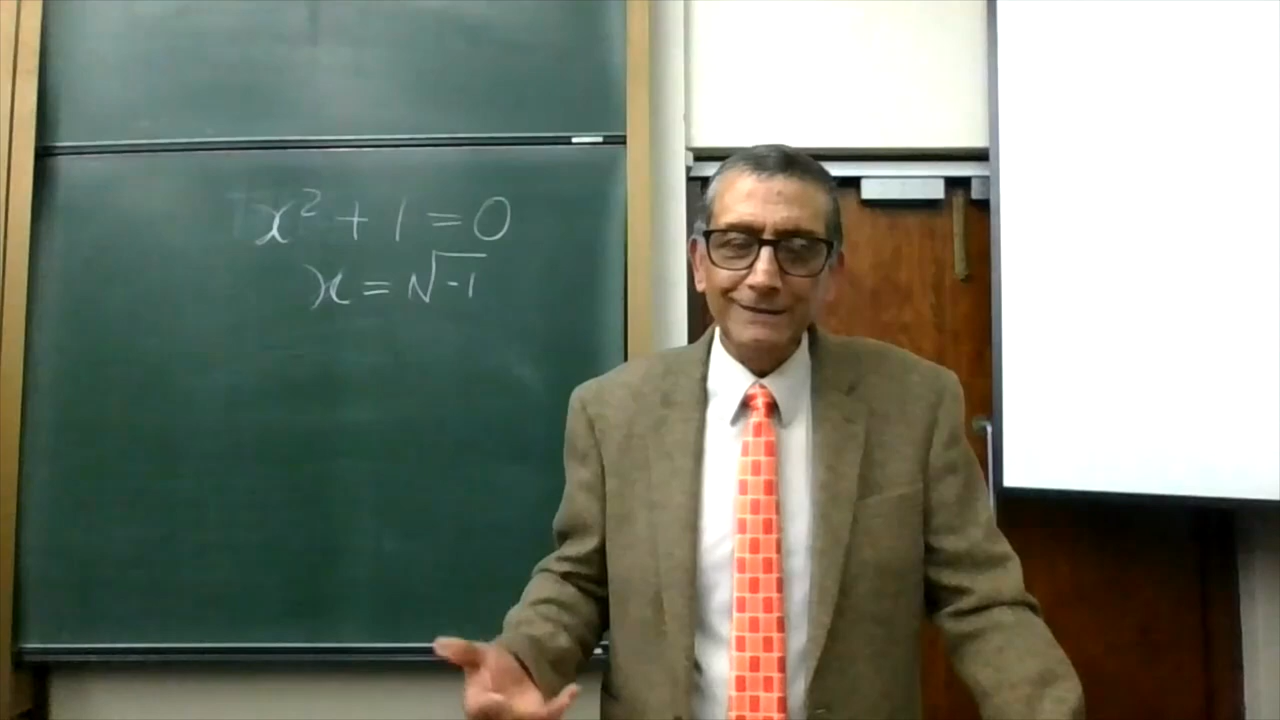 x² + 1 = 0
x = √-1